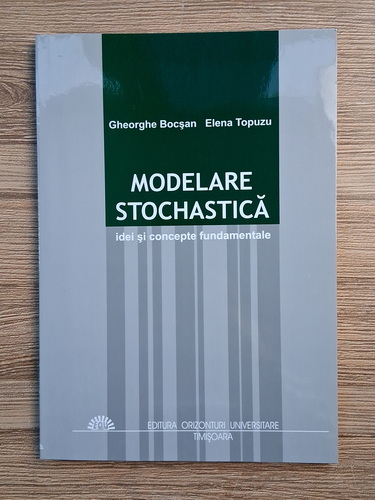 Gheorghe Bocşan Elena Topuzu
MODELARE
STOCHASTICĂ
idei şi concepte fundamentale
EDITURA ORIZONTURI UNIVERSITARE
TIMIŞOARA